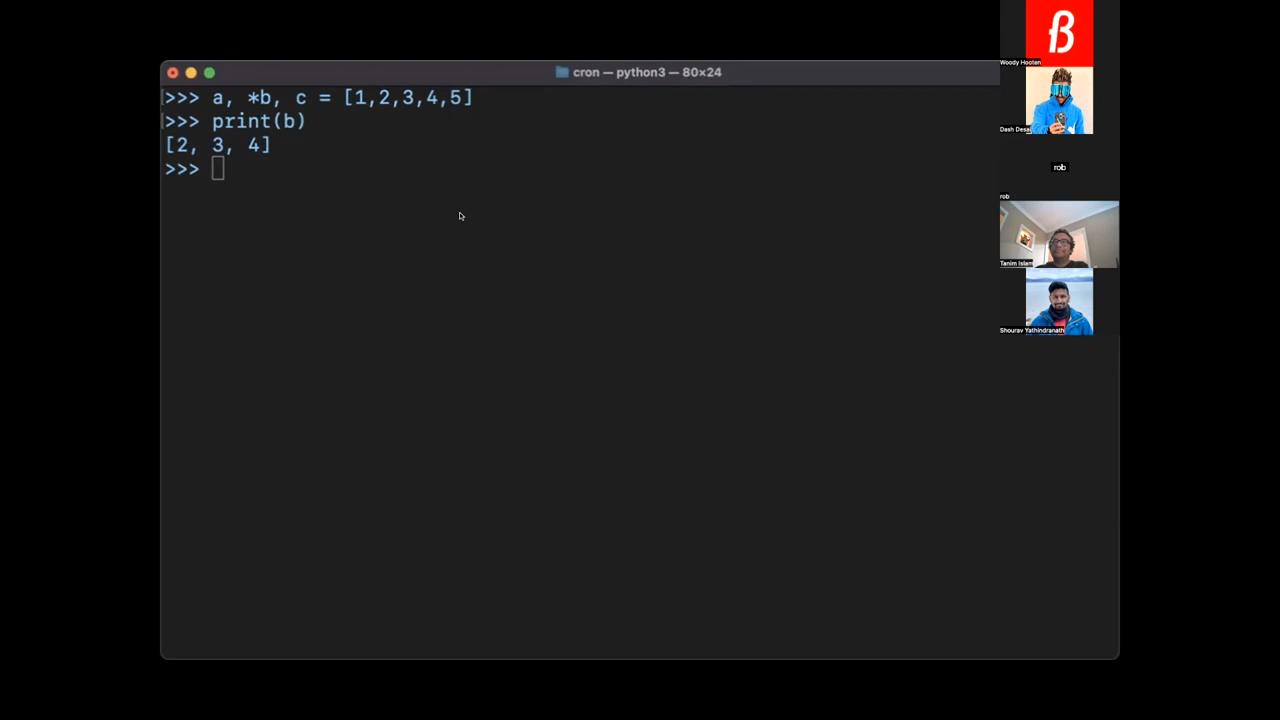 cron — python3 — 80×24
>>> a, *b, c = [1,2,3,4,5]
>>> print(b)
[2, 3, 4]
>>>
ß
Woody Hooten
Dash Desai
rob
rob
Tanim Islam
Shourav Yathindranath